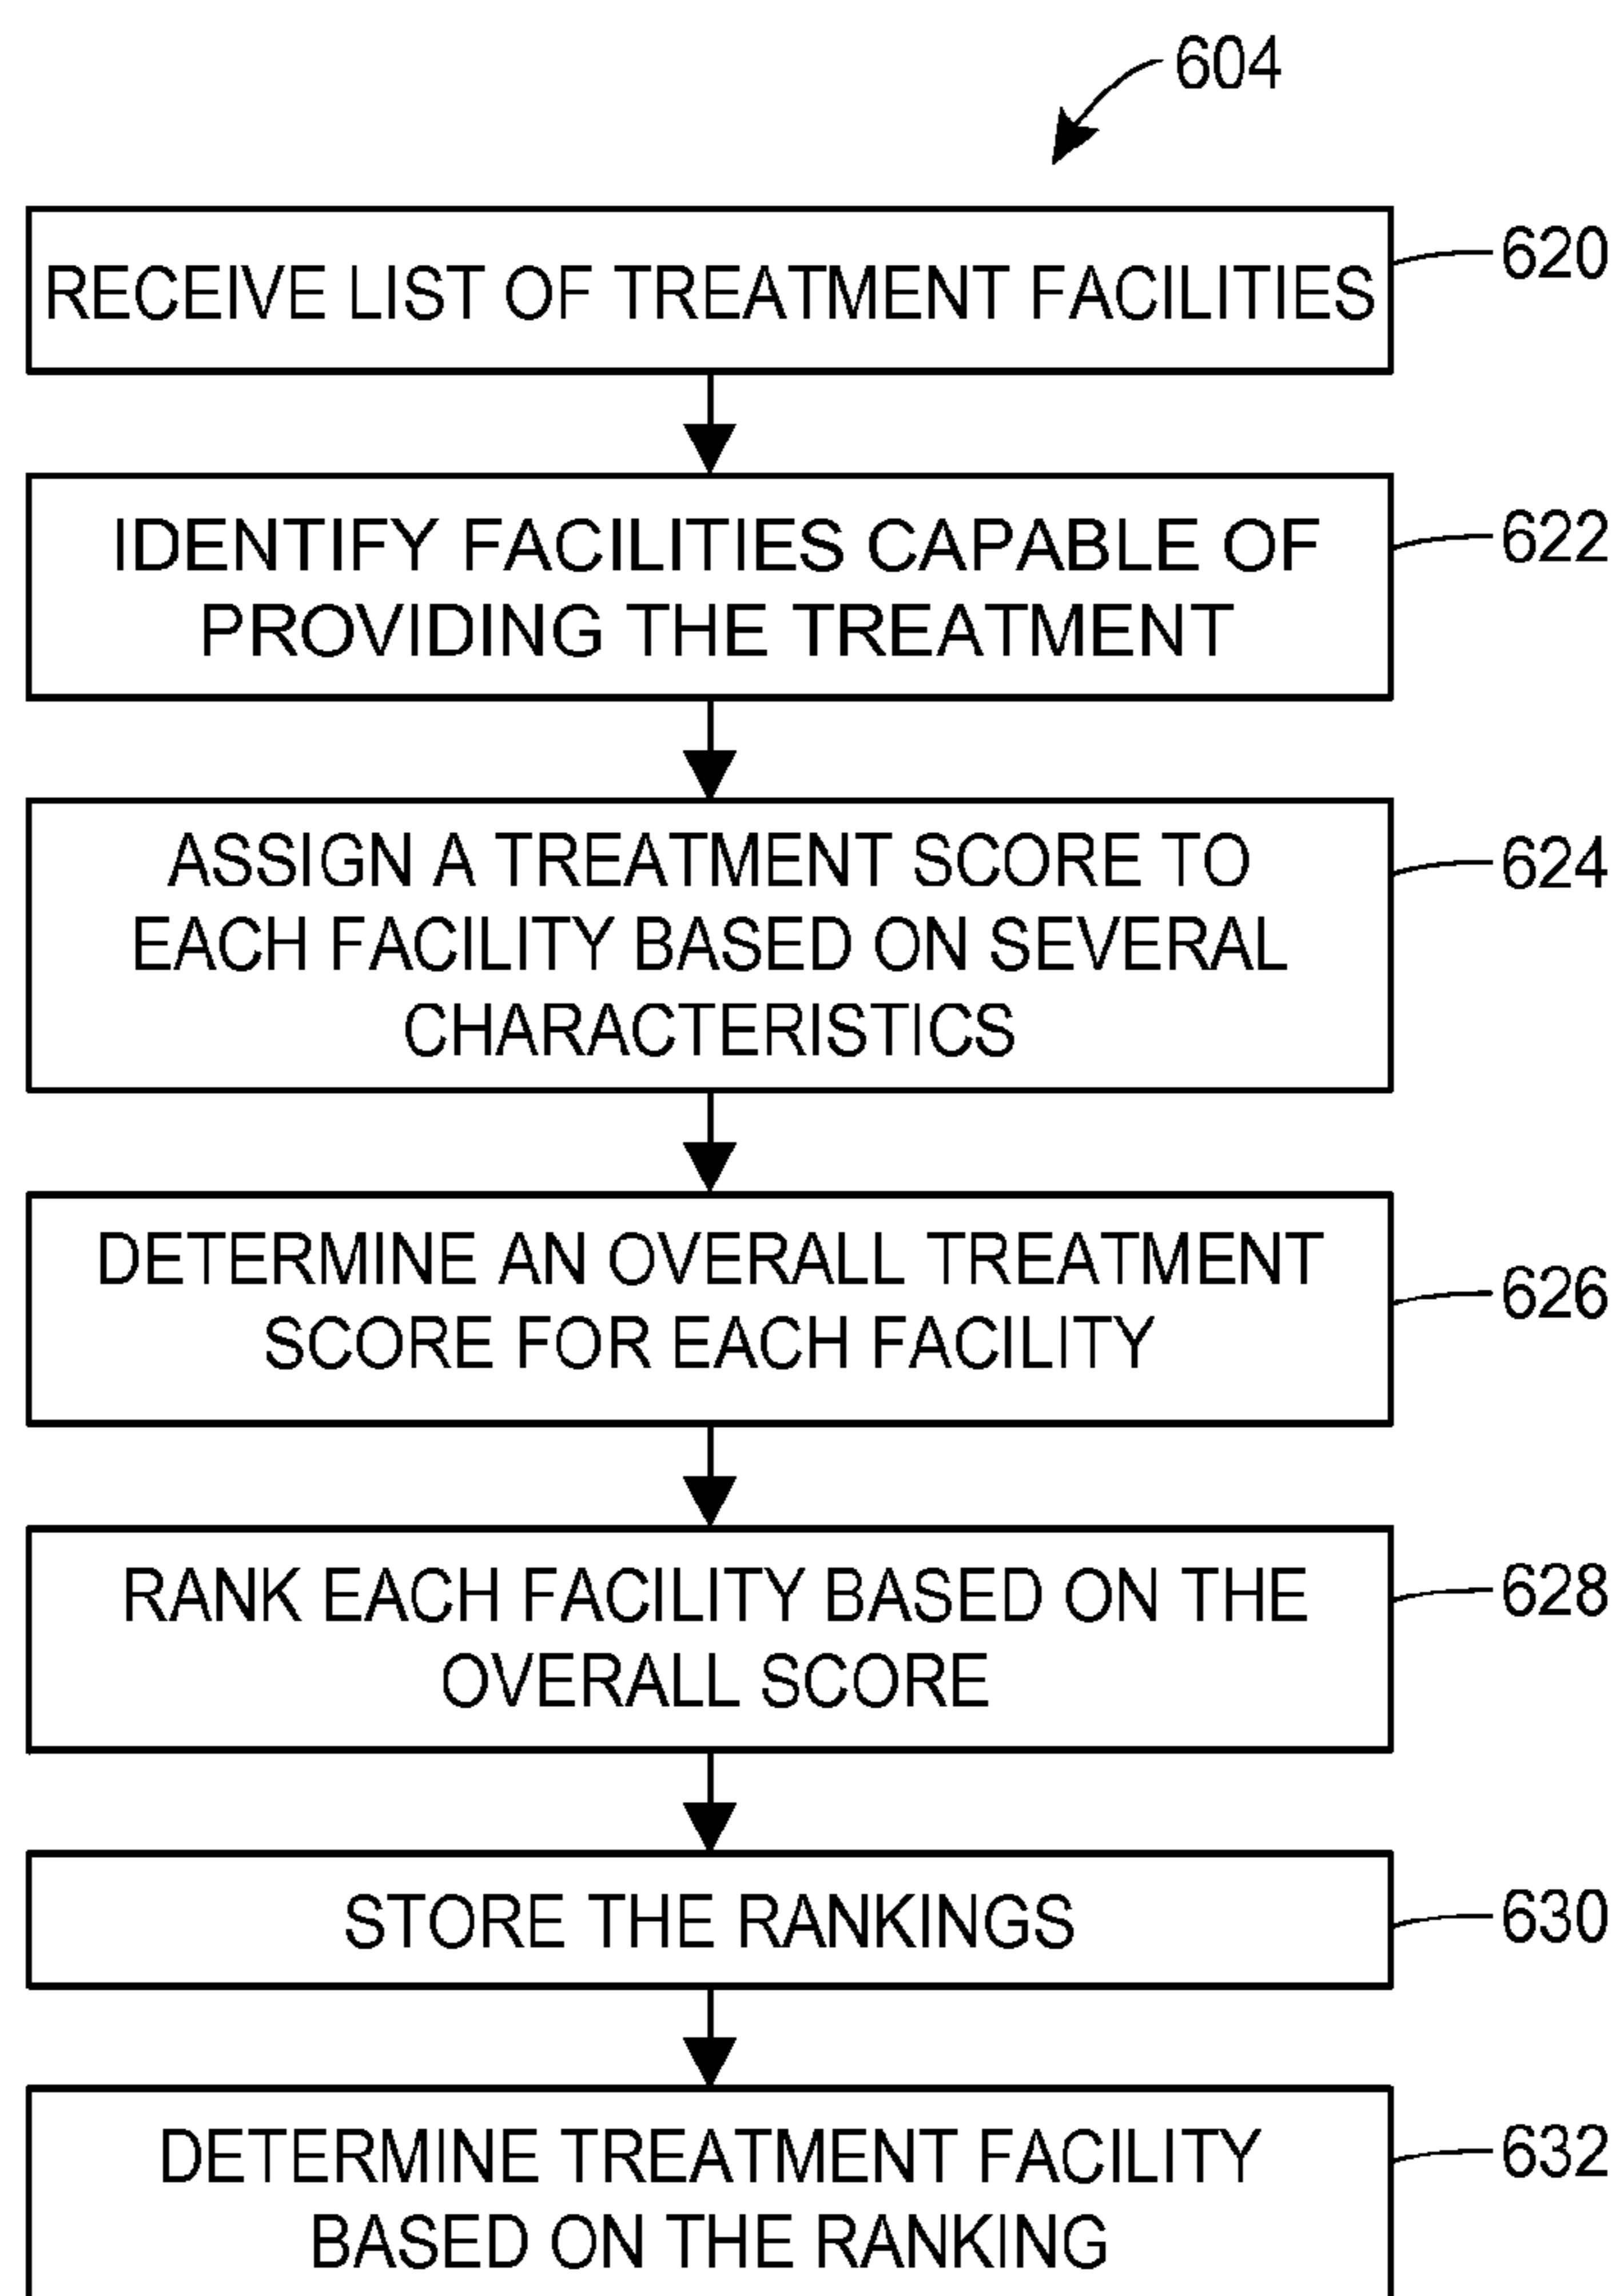 604
RECEIVE LIST OF TREATMENT FACILITIES
620
IDENTIFY FACILITIES CAPABLE OF
PROVIDING THE TREATMENT
622
ASSIGN A TREATMENT SCORE TO
EACH FACILITY BASED ON SEVERAL
CHARACTERISTICS
624
DETERMINE AN OVERALL TREATMENT
SCORE FOR EACH FACILITY
626
RANK EACH FACILITY BASED ON THE
OVERALL SCORE
628
STORE THE RANKINGS
630
DETERMINE TREATMENT FACILITY
BASED ON THE RANKING
632